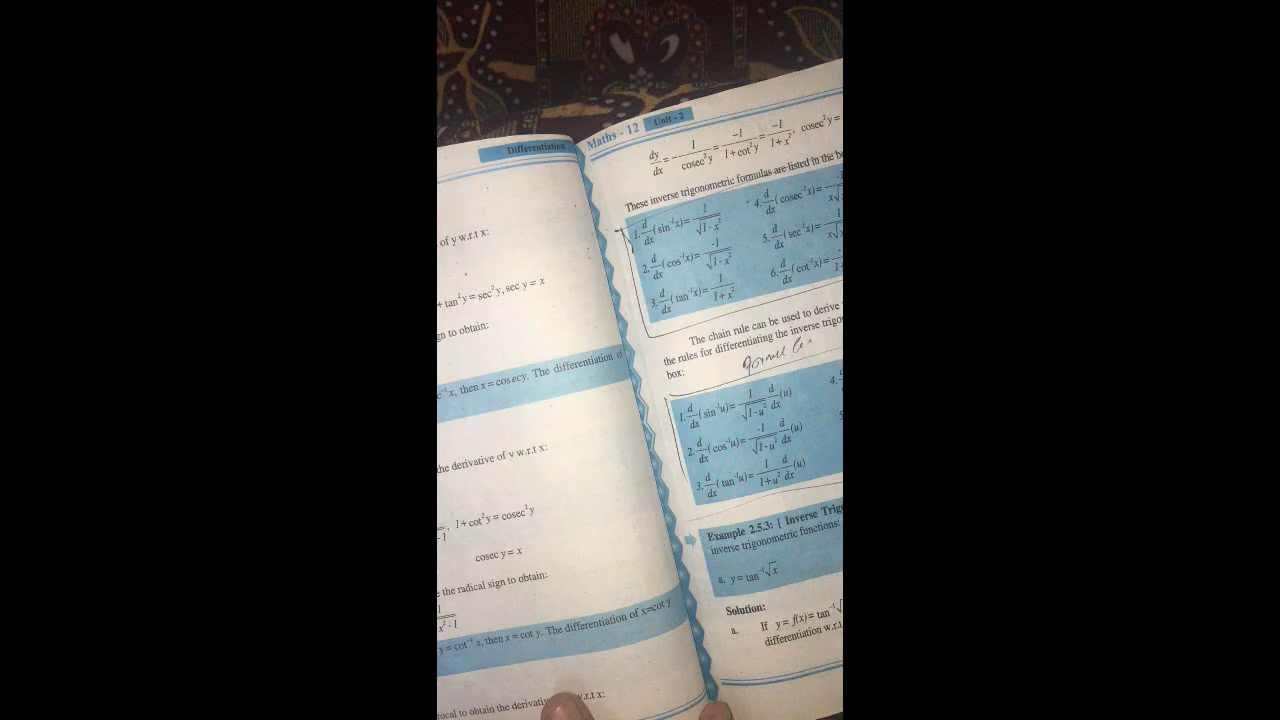 Differentiation
of y w.r.t x:
+ tan²y = sec²y, sec y = x
gn to obtain:
c⁻¹ x, then x = cosecy. The differentiation of
the derivative of y w.r.t x:
-1, 1+cot²y = cosec²y
cosec y = x
e the radical sign to obtain:
1
x² - 1
y = cot⁻¹ x, then x = cot y. The differentiation of x=cot y
rocal to obtain the w.r.t x:
Maths - 12 Unit - 2
dy/dx = - 1/cosec²y = -1/1+cot²y = -1/1+x², cosec²y =
These inverse trigonometric formulas are listed in the
1. d/dx (sin⁻¹x) = 1/√1-x²
2. d/dx (cos⁻¹x) = -1/√1-x²
3. d/dx (tan⁻¹x) = 1/1+x²
4. d/dx (cosec⁻¹x) =
5. d/dx (sec⁻¹x) =
6. d/dx (cot⁻¹x) =
The chain rule can be used to derive
the rules for differentiating the inverse
box:
1. d/dx (sin⁻¹u) = 1/√1-u² d/dx (u)
2. d/dx (cos⁻¹u) = -1/√1-u² d/dx (u)
3. d/dx (tan⁻¹u) = 1/1+u² d/dx (u)
4.
Example 2.5.3: [ Inverse Trig
inverse trigonometric functions:
a. y = tan⁻¹√x
Solution:
a. If y = f(x) = tan⁻¹√
differentiation w.r.t.